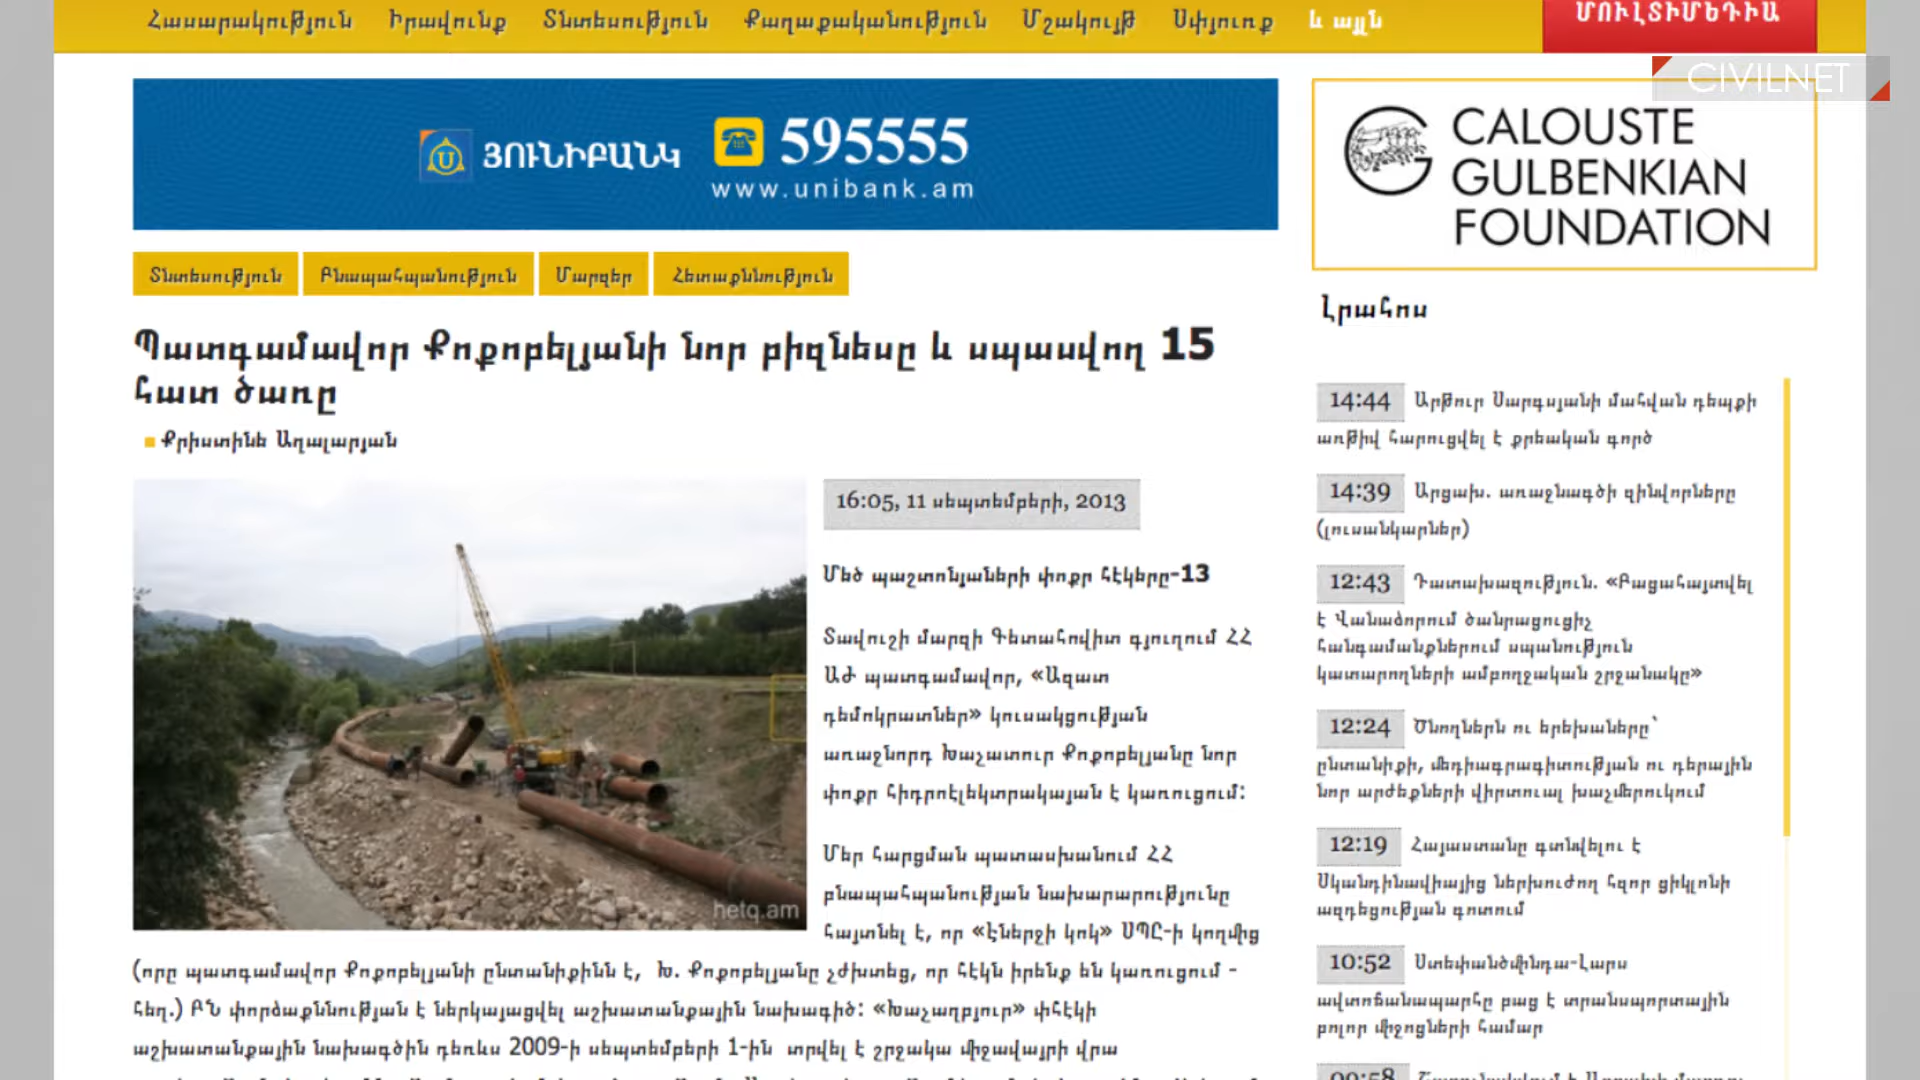 Հասարակություն Իրավունք Տնտեսություն Քաղաքականություն Մշակույթ Սփյուռք և այլն
ՄՈՒԼՏԻՄԵԴԻԱ
CIVILNET
ՅՈՒՆԻԲԱՆԿ
595555
www.unibank.am
CALOUSTE
GULBENKIAN
FOUNDATION
Տնտեսություն Բնապահպանություն Մարզեր Հետաքննություն
Պատգամավոր Քոքոբելյանի նոր բիզնեսը և սպասվող 15
հատ ծառը
Քրիստինե Աղալարյան
16:05, 11 սեպտեմբերի, 2013
Մեծ պաշտոնյաների փոքր հէկերը-13
Տավուշի մարզի Գետահովիտ գյուղում ՀՀ
ԱԺ պատգամավոր, «Ազատ
դեմոկրատներ» կուսակցության
առաջնորդ Խաչատուր Քոքոբելյանը նոր
փոքր հիդրոէլեկտրակայան է կառուցում:
Մեր հարցման պատասխանում ՀՀ
բնապահպանության նախարարությունը
հայտնել է, որ «Էներջի կոկ» ՍՊԸ-ի կողմից
(որը պատգամավոր Քոքոբելյանի ընտանիքինն է, Խ. Քոքոբելյանը չժխտեց, որ հէկն իրենք են կառուցում -
հեղ.) ԲՆ փորձաքննության է ներկայացվել աշխատանքային նախագիծ: «Խաչաղբյուր» փհէկի
աշխատանքային նախագծին դեռևս 2009-ի սեպտեմբերի 1-ին տրվել է շրջակա միջավայրի վրա
hetq.am
Լրահոս
14:44 Արթուր Սարգսյանի մահվան դեպքի
առթիվ հարուցվել է քրեական գործ
14:39 Արցախ. առաջնագծի զինվորները
(լուսանկարներ)
12:43 Դատախազություն. «Բացահայտվել
է Վանաձորում ծանրացուցիչ
հանգամանքներում սպանություն
կատարողների ամբողջական շրջանակը»
12:24 Ծնողներն ու երեխաները՝
ընտանիքի, մեդիագրագիտության ու դերային
նոր արժեքների վիրտուալ խաչմերուկում
12:19 Հայաստանը գտնվելու է
Սկանդինավիայից ներխուժող հզոր ցիկլոնի
ազդեցության գոտում
10:52 Ստեփանծմինդա-Լարս
ավտոճանապարհը բաց է տրանսպորտային
բոլոր միջոցների համար
09:58